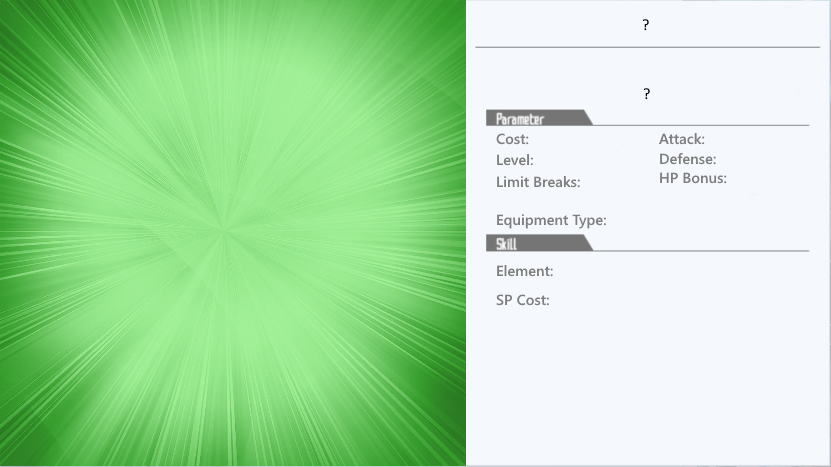 ?
?
Parameter
Cost:
Attack:
Level:
Defense:
Limit Breaks:
HP Bonus:
Equipment Type:
Skill
Element:
SP Cost: